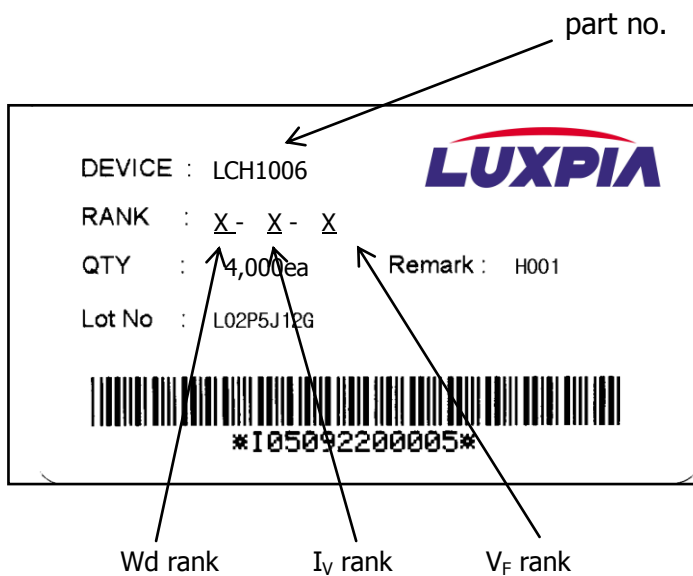 part no.
LUXPIA
DEVICE : LCH1006
RANK : X - X - X
QTY : 4,000ea Remark : H001
Lot No : L02P5J12G
*I05092200005*
Wd rank IV rank VF rank